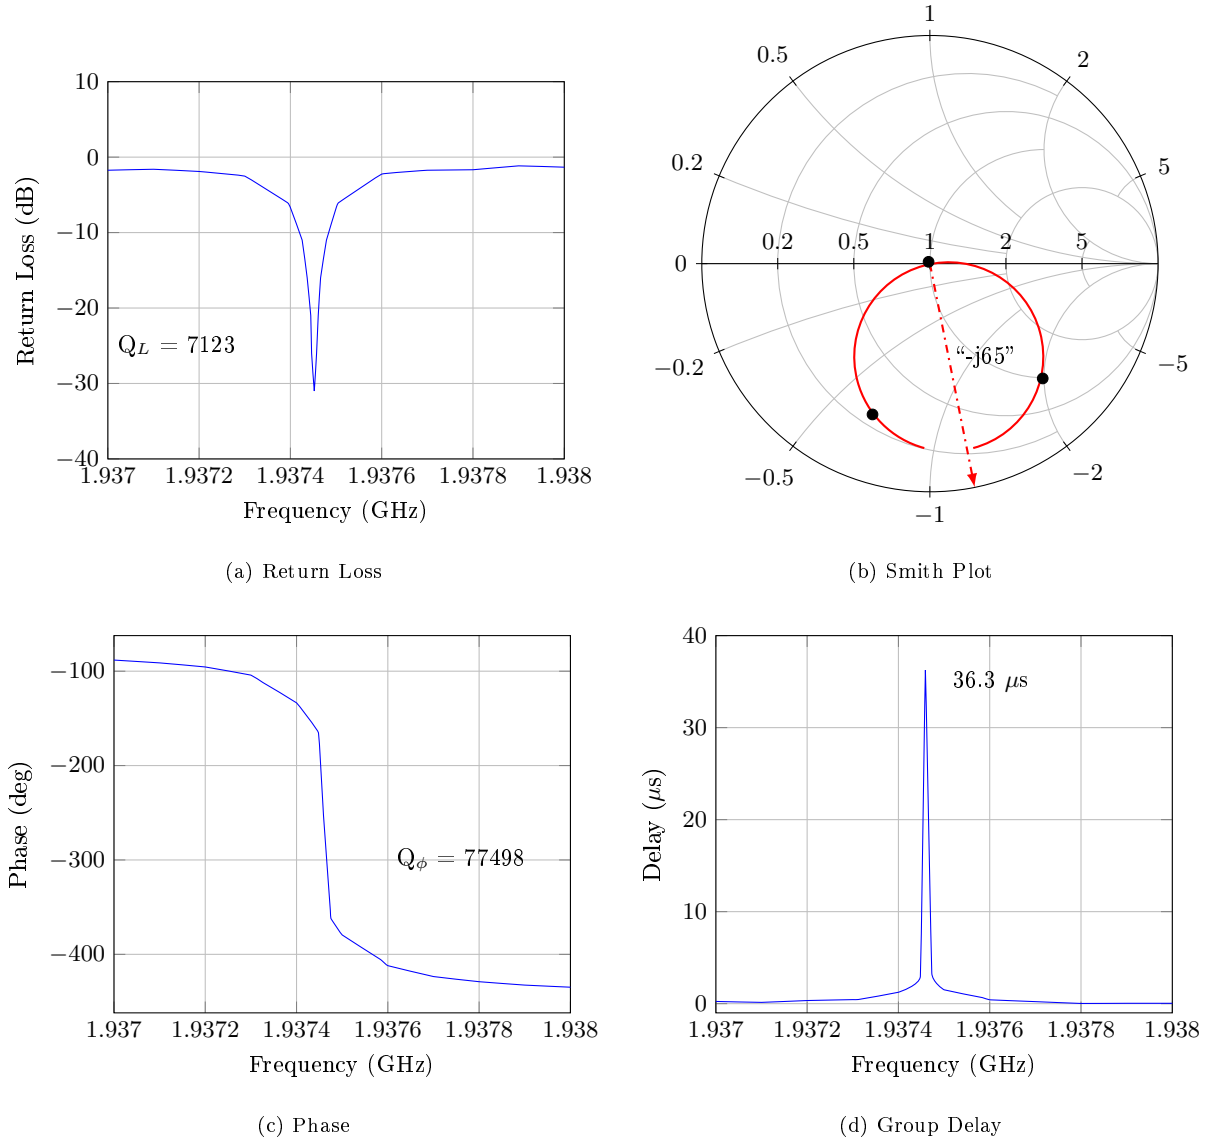 10
0
−10
−20
−30
−40
1.937 1.9372 1.9374 1.9376 1.9378 1.938
Return Loss (dB)
Frequency (GHz)
Q_L = 7123
(a) Return Loss
1
0.5 2
0.2 5
0 0.2 0.5 1 2 5
−0.2 −5
−0.5 −2
−1
“-j65”
(b) Smith Plot
−100
−200
−300
−400
1.937 1.9372 1.9374 1.9376 1.9378 1.938
Phase (deg)
Frequency (GHz)
Q_ϕ = 77498
(c) Phase
40
30
20
10
0
1.937 1.9372 1.9374 1.9376 1.9378 1.938
Delay (μs)
Frequency (GHz)
36.3 μs
(d) Group Delay